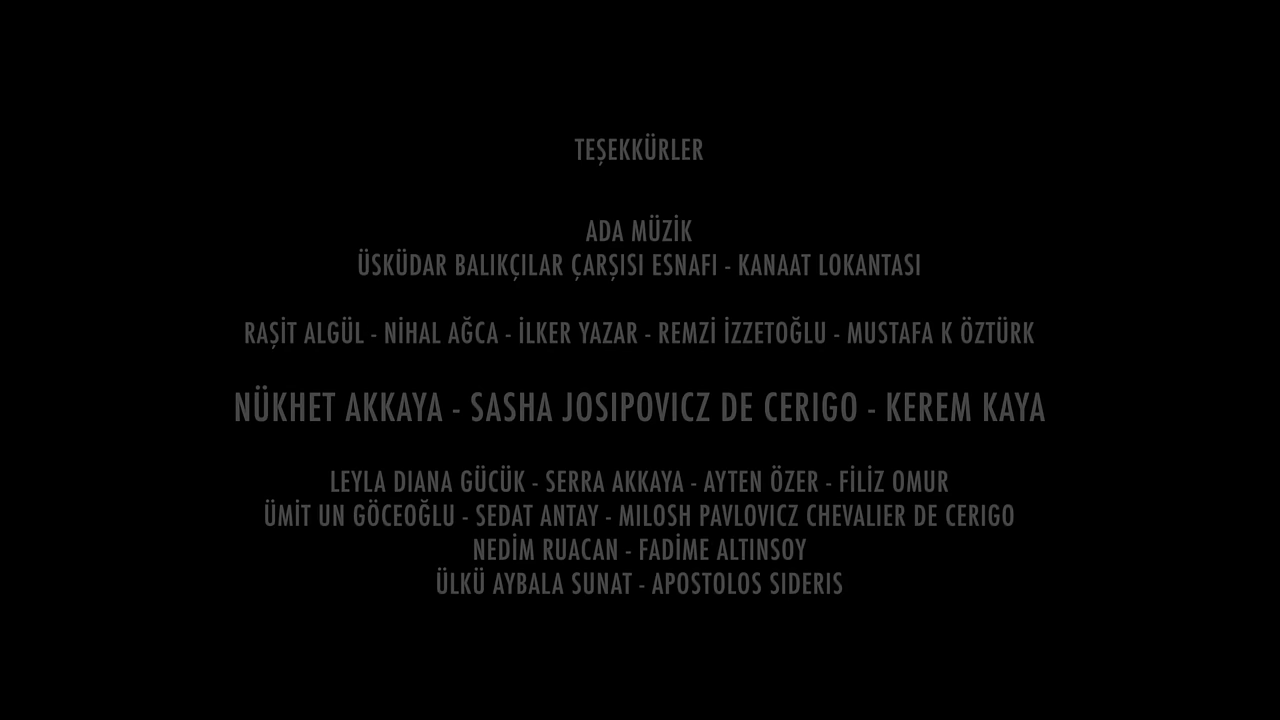 TEŞEKKÜRLER
ADA MÜZİK
ÜSKÜDAR BALIKÇILAR ÇARŞISI ESNAFI - KANAAT LOKANTASI
RAŞİT ALGÜL - NİHAL AĞCA - İLKER YAZAR - REMZİ İZZETOĞLU - MUSTAFA K ÖZTÜRK
NÜKHET AKKAYA - SASHA JOSIPOVICZ DE CERIGO - KEREM KAYA
LEYLA DIANA GÜCÜK - SERRA AKKAYA - AYTEN ÖZER - FİLİZ OMUR
ÜMİT UN GÖCEOĞLU - SEDAT ANTAY - MILOSH PAVLOVICZ CHEVALIER DE CERIGO
NEDİM RUACAN - FADİME ALTINSOY
ÜLKÜ AYBALA SUNAT - APOSTOLOS SIDERIS